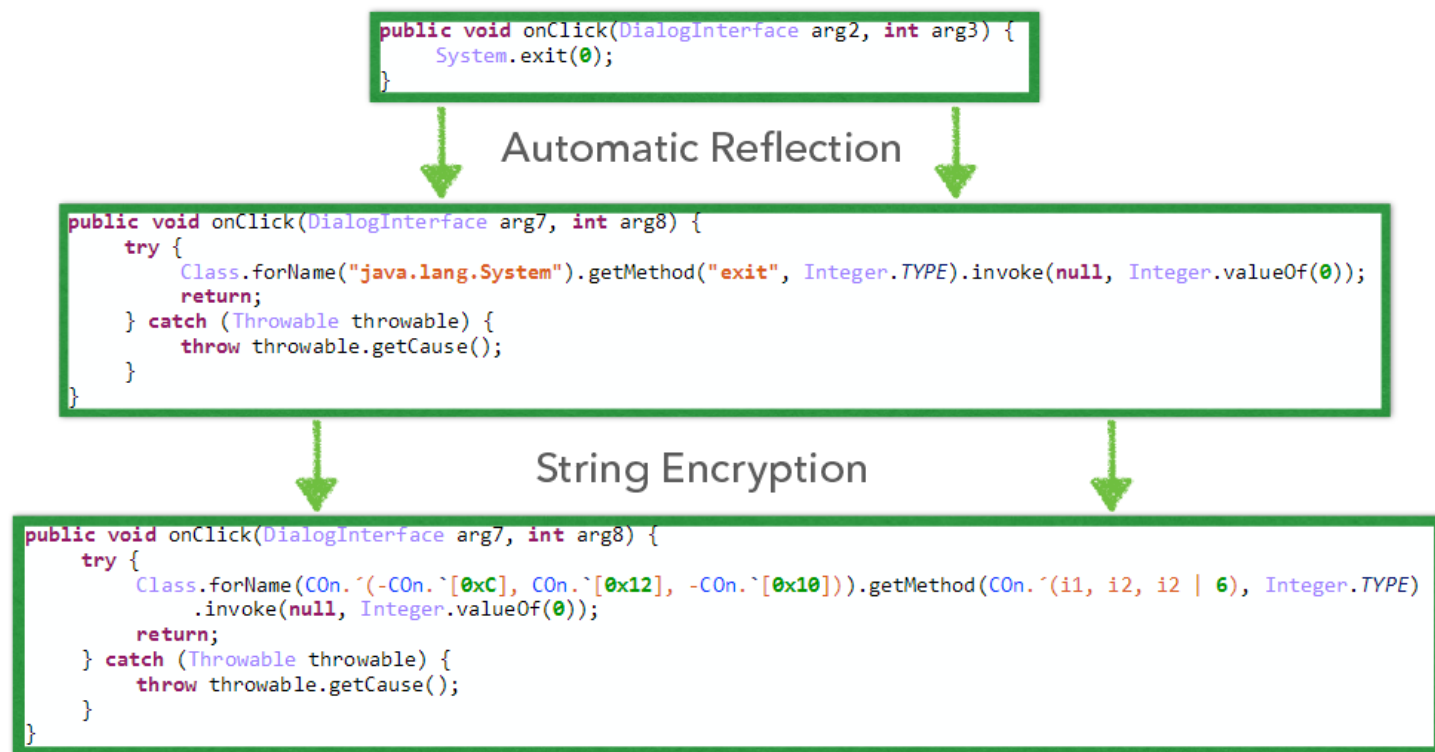 public void onClick(DialogInterface arg2, int arg3) {
System.exit(0);
}
Automatic Reflection
public void onClick(DialogInterface arg7, int arg8) {
try {
Class.forName("java.lang.System").getMethod("exit", Integer.TYPE).invoke(null, Integer.valueOf(0));
return;
} catch (Throwable throwable) {
throw throwable.getCause();
}
}
String Encryption
public void onClick(DialogInterface arg7, int arg8) {
try {
Class.forName(COn.´(-COn.`[0xC], COn.`[0x12], -COn.`[0x10])).getMethod(COn.´(i1, i2, i2 | 6), Integer.TYPE)
.invoke(null, Integer.valueOf(0));
return;
} catch (Throwable throwable) {
throw throwable.getCause();
}
}